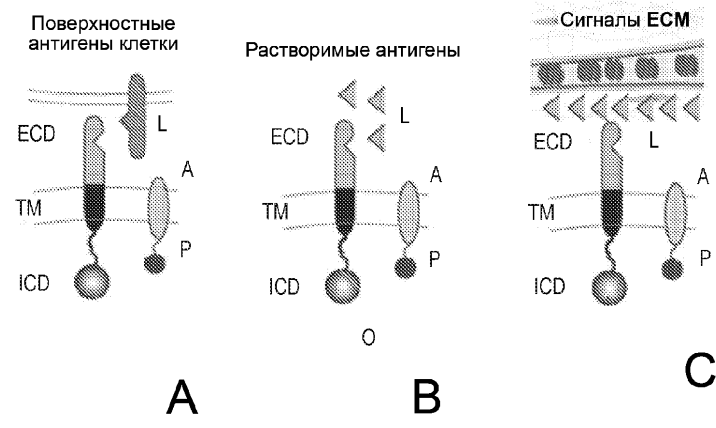 Поверхностные
антигены клетки
ECD
L
A
TM
P
ICD
A
Растворимые антигены
L
ECD
A
TM
P
ICD
O
B
Сигналы ECM
ECD
L
A
TM
P
ICD
C